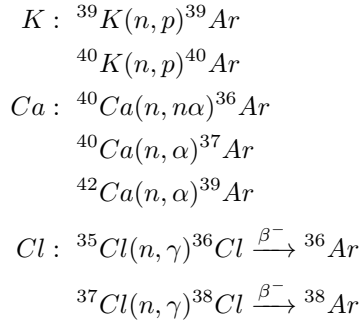 K : ³⁹K(n, p)³⁹Ar
⁴⁰K(n, p)⁴⁰Ar
Ca : ⁴⁰Ca(n, nα)³⁶Ar
⁴⁰Ca(n, α)³⁷Ar
⁴²Ca(n, α)³⁹Ar
Cl : ³⁵Cl(n, γ)³⁶Cl —β⁻→ ³⁶Ar
³⁷Cl(n, γ)³⁸Cl —β⁻→ ³⁸Ar